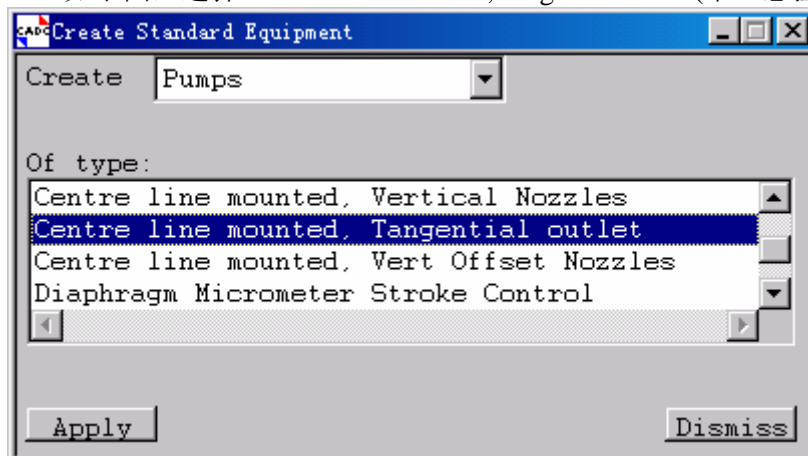 CADC Create Standard Equipment
Create Pumps
Of type:
Centre line mounted, Vertical Nozzles
Centre line mounted, Tangential outlet
Centre line mounted, Vert Offset Nozzles
Diaphragm Micrometer Stroke Control
Apply Dismiss